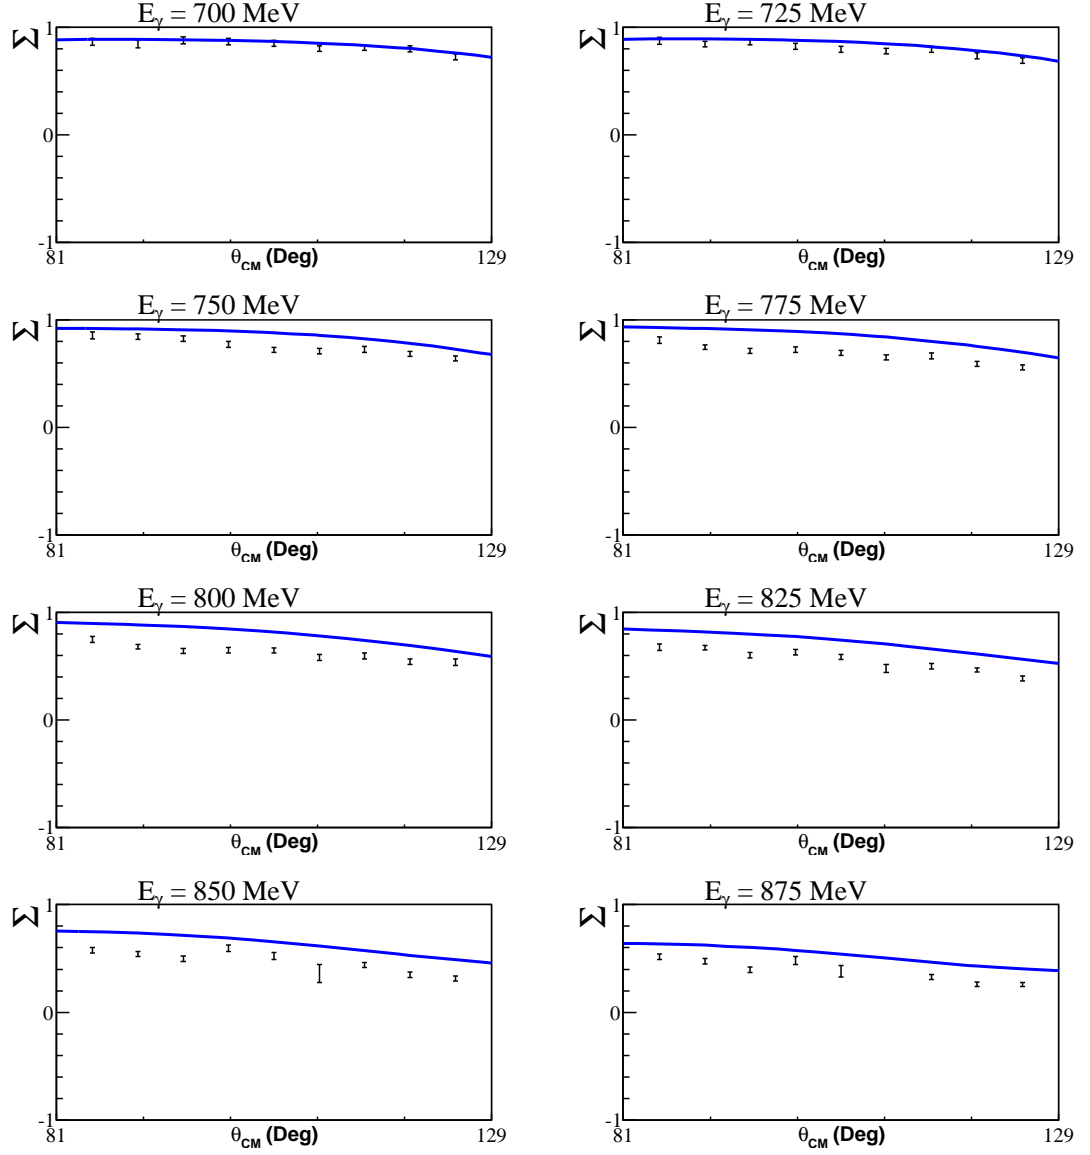 E_γ = 700 MeV
E_γ = 725 MeV
Σ 1
Σ 1
0
0
-1
-1
81 θ_CM (Deg) 129
81 θ_CM (Deg) 129
E_γ = 750 MeV
E_γ = 775 MeV
Σ 1
Σ 1
0
0
-1
-1
81 θ_CM (Deg) 129
81 θ_CM (Deg) 129
E_γ = 800 MeV
E_γ = 825 MeV
Σ 1
Σ 1
0
0
-1
-1
81 θ_CM (Deg) 129
81 θ_CM (Deg) 129
E_γ = 850 MeV
E_γ = 875 MeV
Σ 1
Σ 1
0
0
-1
-1
81 θ_CM (Deg) 129
81 θ_CM (Deg) 129